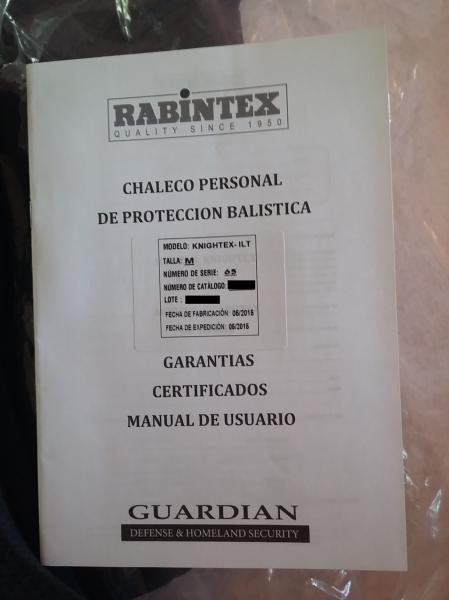 RABINTEX
QUALITY SINCE 1950
CHALECO PERSONAL
DE PROTECCION BALISTICA
MODELO: KNIGHTEX-ILT
TALLA: M
NÚMERO DE SERIE: 65
NÚMERO DE CATÁLOGO:
LOTE :
FECHA DE FABRICACIÓN: 06/2016
FECHA DE EXPEDICIÓN: 06/2016
GARANTIAS
CERTIFICADOS
MANUAL DE USUARIO
GUARDIAN
DEFENSE & HOMELAND SECURITY